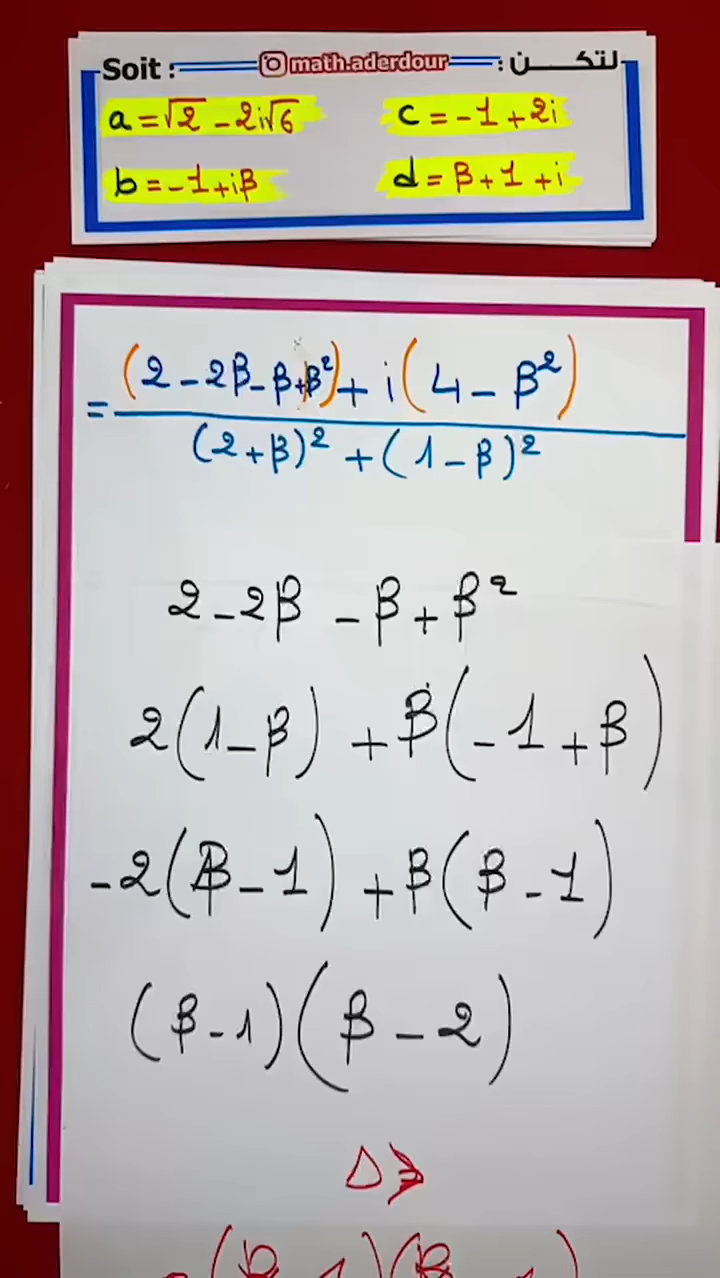 Soit : math.aderdour لتكـــــن :
a = √2 - 2i√6 c = -1 + 2i
b = -1 + iβ d = β + 1 + i
= ((2 - 2β - β + β²) + i(4 - β²)) / ((2 + β)² + (1 - β)²)
2 - 2β - β + β²
2(1 - β) + β(-1 + β)
-2(β - 1) + β(β - 1)
(β - 1)(β - 2)
Δ